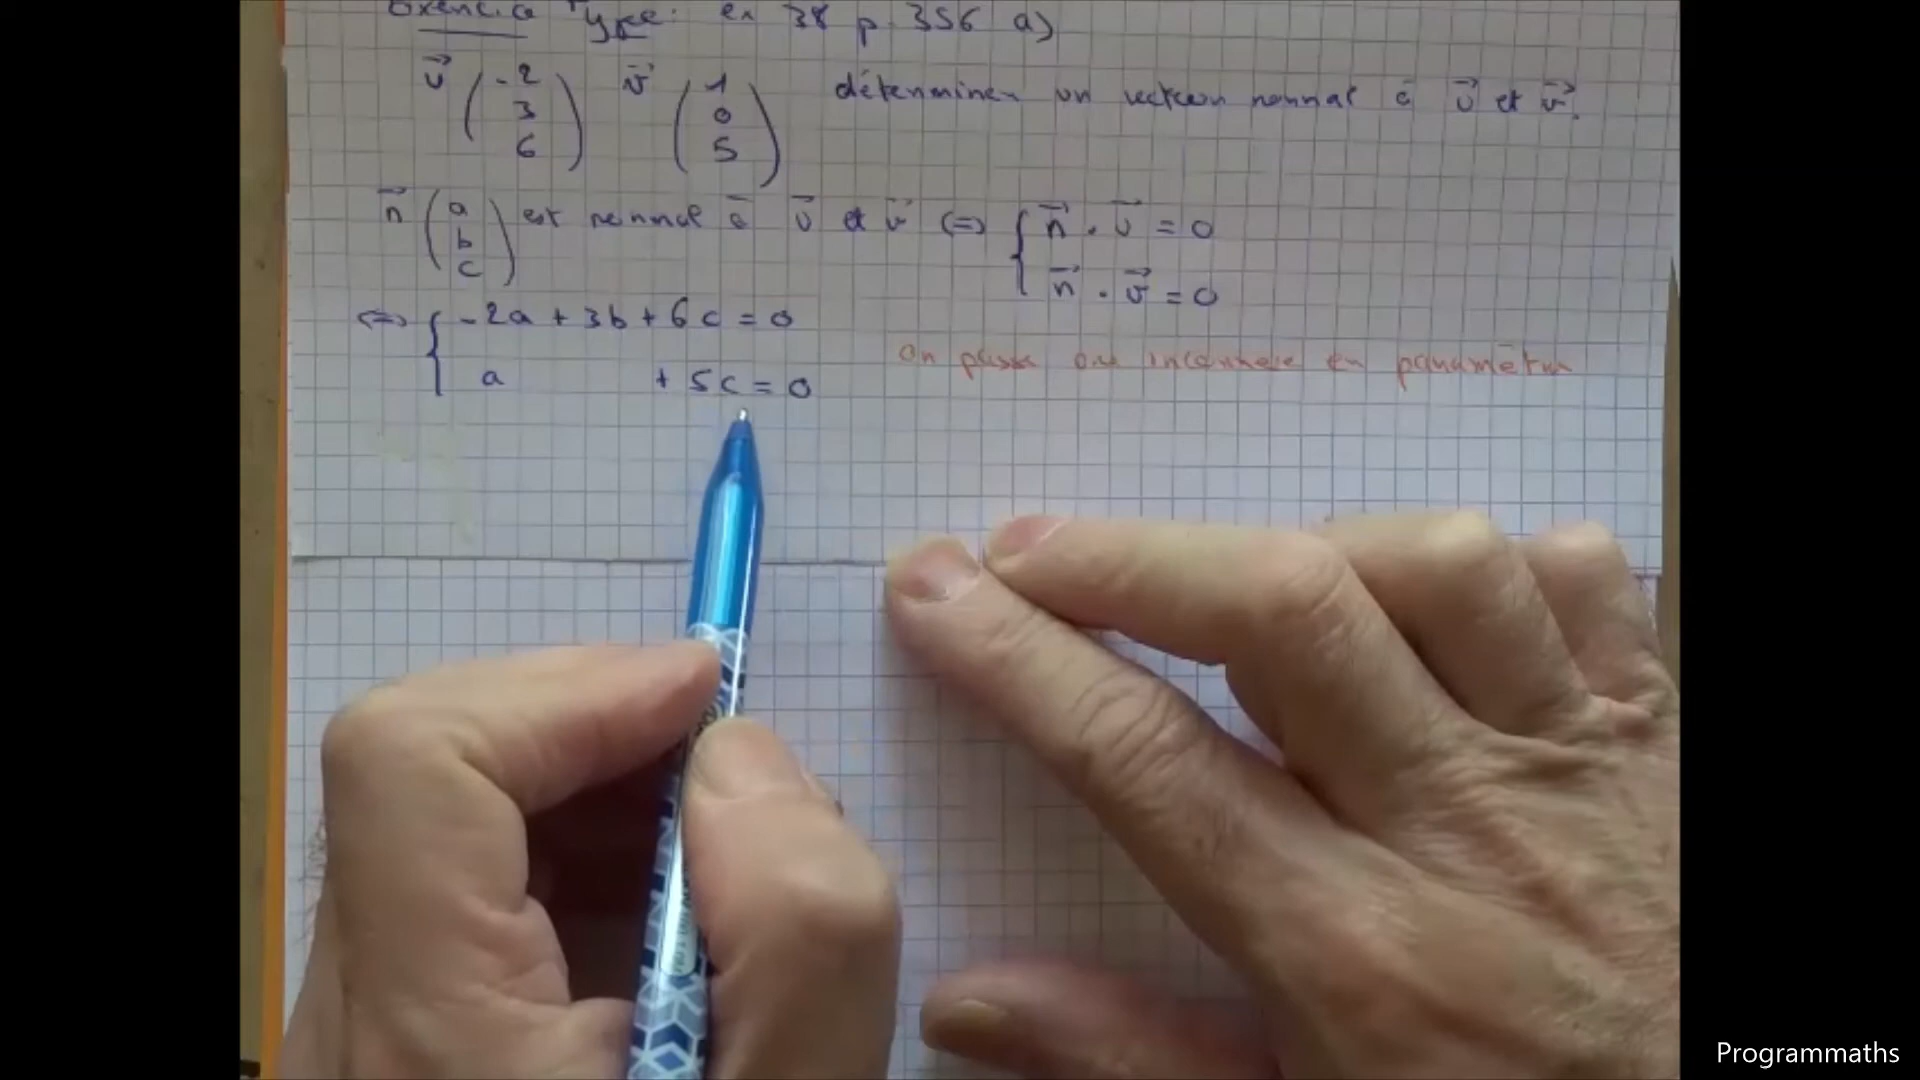 Exercice Type: ex 38 p 356 a)
u⃗ (-2 3 6) v⃗ (1 0 5) déterminer un vecteur normal à u⃗ et v⃗.
n⃗ (a b c) est normal à u⃗ et v⃗ (=) { n⃗ . u⃗ = 0
n⃗ . v⃗ = 0
(=) { -2a + 3b + 6c = 0
a + 5c = 0
on passe une inconnue en paramètre
Programmaths